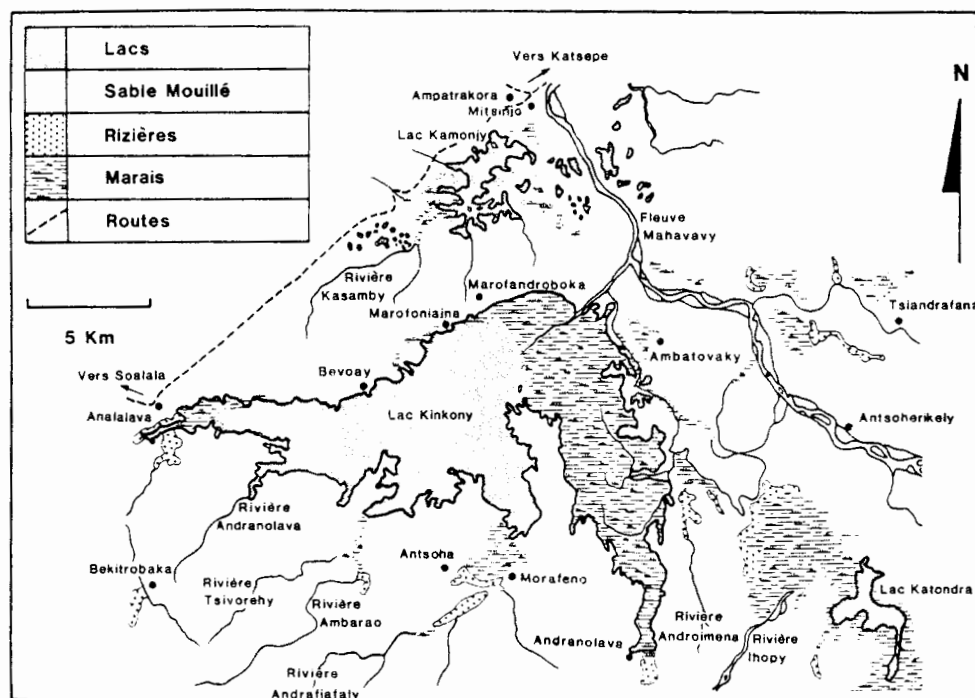 Lacs
Sable Mouillé
Rizières
Marais
Routes
5 Km
N
Vers Katsepe
Ampatrakora
Mitsinjo
Lac Kamonjy
Fleuve
Mahavavy
Rivière
Kasamby
Marofandroboka
Marofoniaina
Tsiandrafana
Ambatovaky
Bevoay
Vers Soalala
Analalava
Lac Kinkony
Antsoherikely
Rivière
Andranolava
Antsoha
Bekitrobaka
Rivière
Tsivorehy
Morafeno
Lac Katondra
Rivière
Ambarao
Andranolava
Rivière
Androimena
Rivière
Ihopy
Rivière
Andrafiafaly